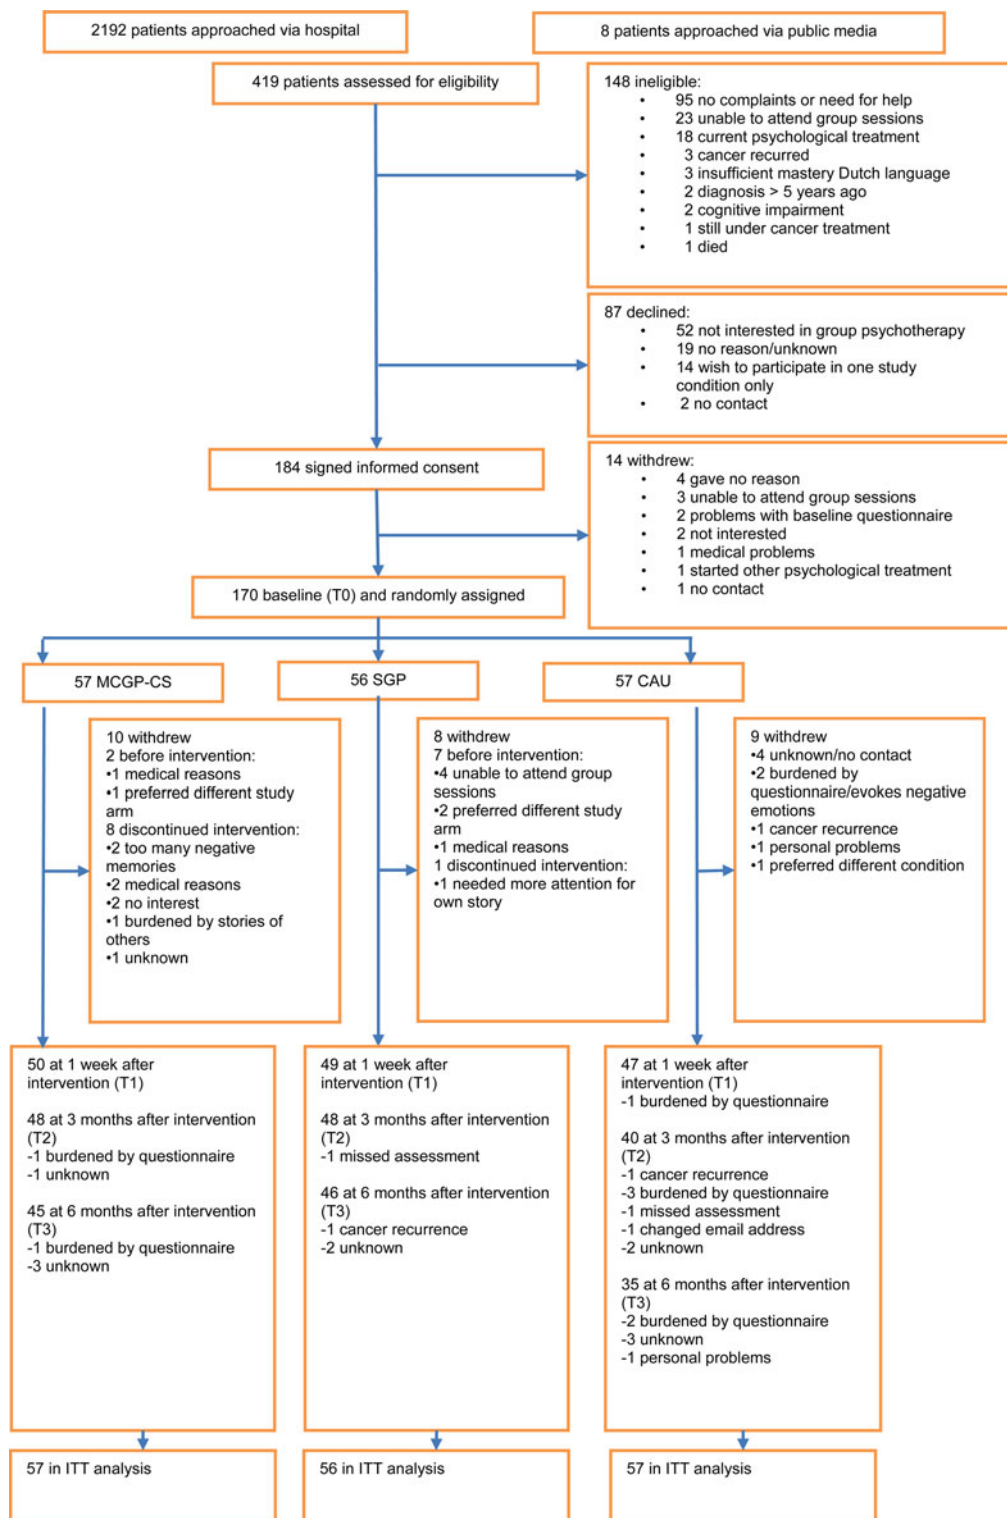 2192 patients approached via hospital
8 patients approached via public media
419 patients assessed for eligibility
148 ineligible:
• 95 no complaints or need for help
• 23 unable to attend group sessions
• 18 current psychological treatment
• 3 cancer recurred
• 3 insufficient mastery Dutch language
• 2 diagnosis > 5 years ago
• 2 cognitive impairment
• 1 still under cancer treatment
• 1 died
87 declined:
• 52 not interested in group psychotherapy
• 19 no reason/unknown
• 14 wish to participate in one study
condition only
• 2 no contact
184 signed informed consent
14 withdrew:
• 4 gave no reason
• 3 unable to attend group sessions
• 2 problems with baseline questionnaire
• 2 not interested
• 1 medical problems
• 1 started other psychological treatment
• 1 no contact
170 baseline (T0) and randomly assigned
57 MCGP-CS
56 SGP
57 CAU
10 withdrew
2 before intervention:
•1 medical reasons
•1 preferred different study
arm
8 discontinued intervention:
•2 too many negative
memories
•2 medical reasons
•2 no interest
•1 burdened by stories of
others
•1 unknown
8 withdrew
7 before intervention:
•4 unable to attend group
sessions
•2 preferred different study
arm
•1 medical reasons
1 discontinued intervention:
•1 needed more attention for
own story
9 withdrew
•4 unknown/no contact
•2 burdened by
questionnaire/evokes negative
emotions
•1 cancer recurrence
•1 personal problems
•1 preferred different condition
50 at 1 week after
intervention (T1)
48 at 3 months after intervention
(T2)
-1 burdened by questionnaire
-1 unknown
45 at 6 months after intervention
(T3)
-1 burdened by questionnaire
-3 unknown
49 at 1 week after
intervention (T1)
48 at 3 months after intervention
(T2)
-1 missed assessment
46 at 6 months after intervention
(T3)
-1 cancer recurrence
-2 unknown
47 at 1 week after
intervention (T1)
-1 burdened by questionnaire
40 at 3 months after intervention
(T2)
-1 cancer recurrence
-3 burdened by questionnaire
-1 missed assessment
-1 changed email address
-2 unknown
35 at 6 months after intervention
(T3)
-2 burdened by questionnaire
-3 unknown
-1 personal problems
57 in ITT analysis
56 in ITT analysis
57 in ITT analysis